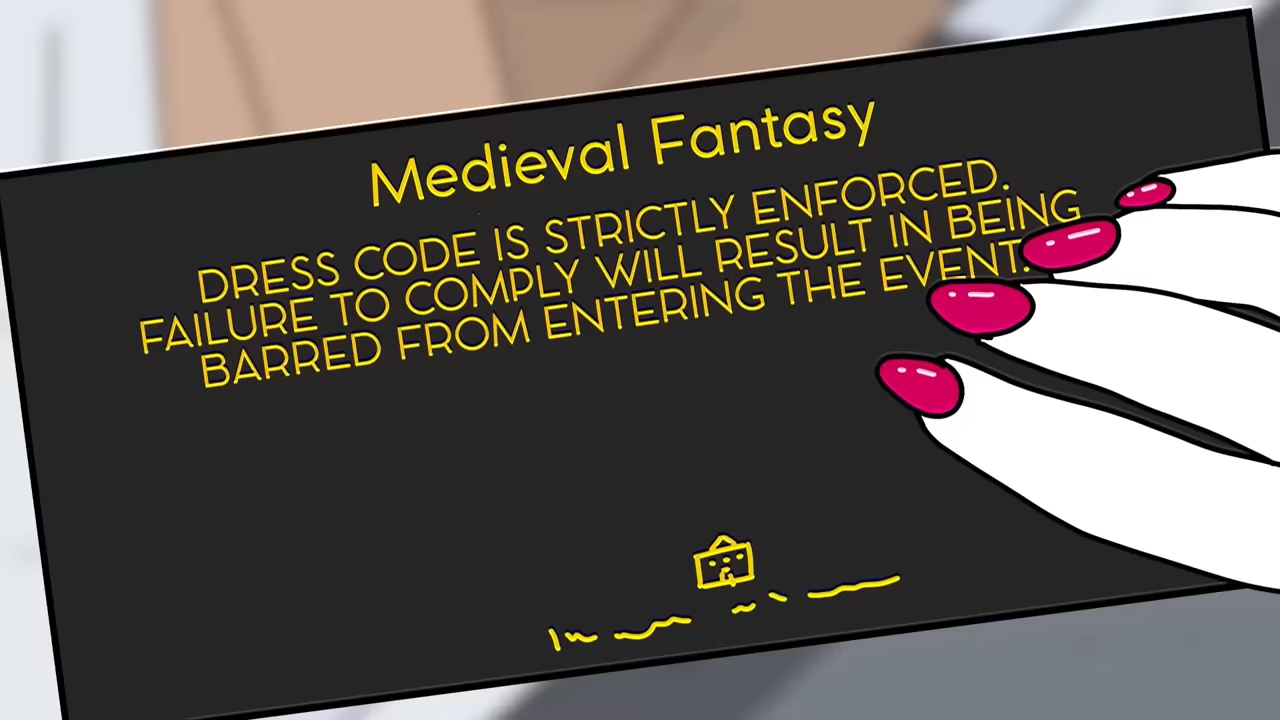 Medieval Fantasy
DRESS CODE IS STRICTLY ENFORCED.
FAILURE TO COMPLY WILL RESULT IN BEING
BARRED FROM ENTERING THE EVENT.